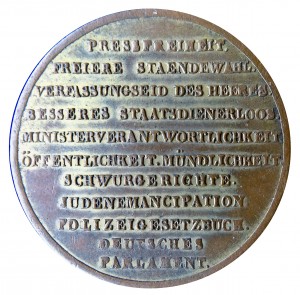 PRESSFREIHEIT.
FREIERE STAENDEWAHL.
VERFASSUNGSEID DES HEERES.
BESSERES STAATSDIENERLOOS.
MINISTERVERANTWORTLICHKEIT.
ÖFFENTLICHKEIT. MÜNDLICHKEIT.
SCHWURGERICHTE.
JUDENEMANCIPATION
POLIZEIGESETZBUCH.
DEUTSCHES
PARLAMENT.